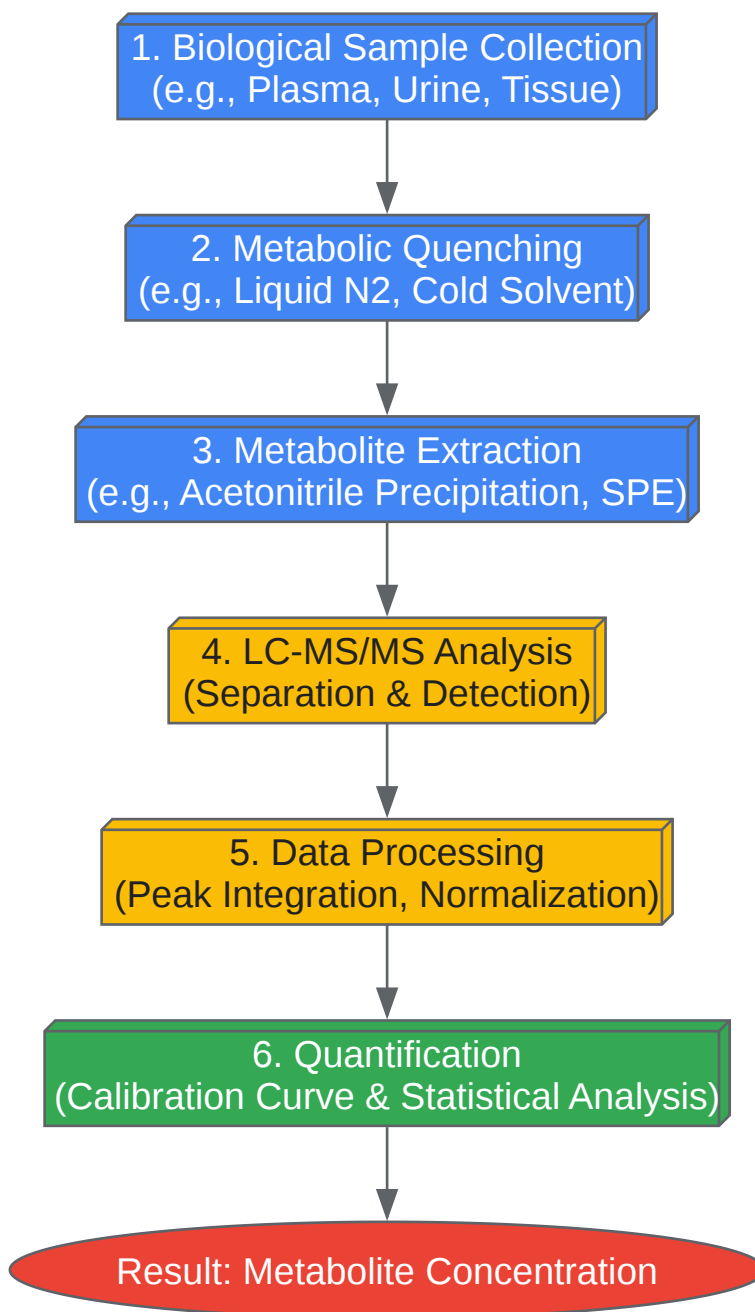 1. Biological Sample Collection
(e.g., Plasma, Urine, Tissue)
2. Metabolic Quenching
(e.g., Liquid N2, Cold Solvent)
3. Metabolite Extraction
(e.g., Acetonitrile Precipitation, SPE)
4. LC-MS/MS Analysis
(Separation & Detection)
5. Data Processing
(Peak Integration, Normalization)
6. Quantification
(Calibration Curve & Statistical Analysis)
Result: Metabolite Concentration